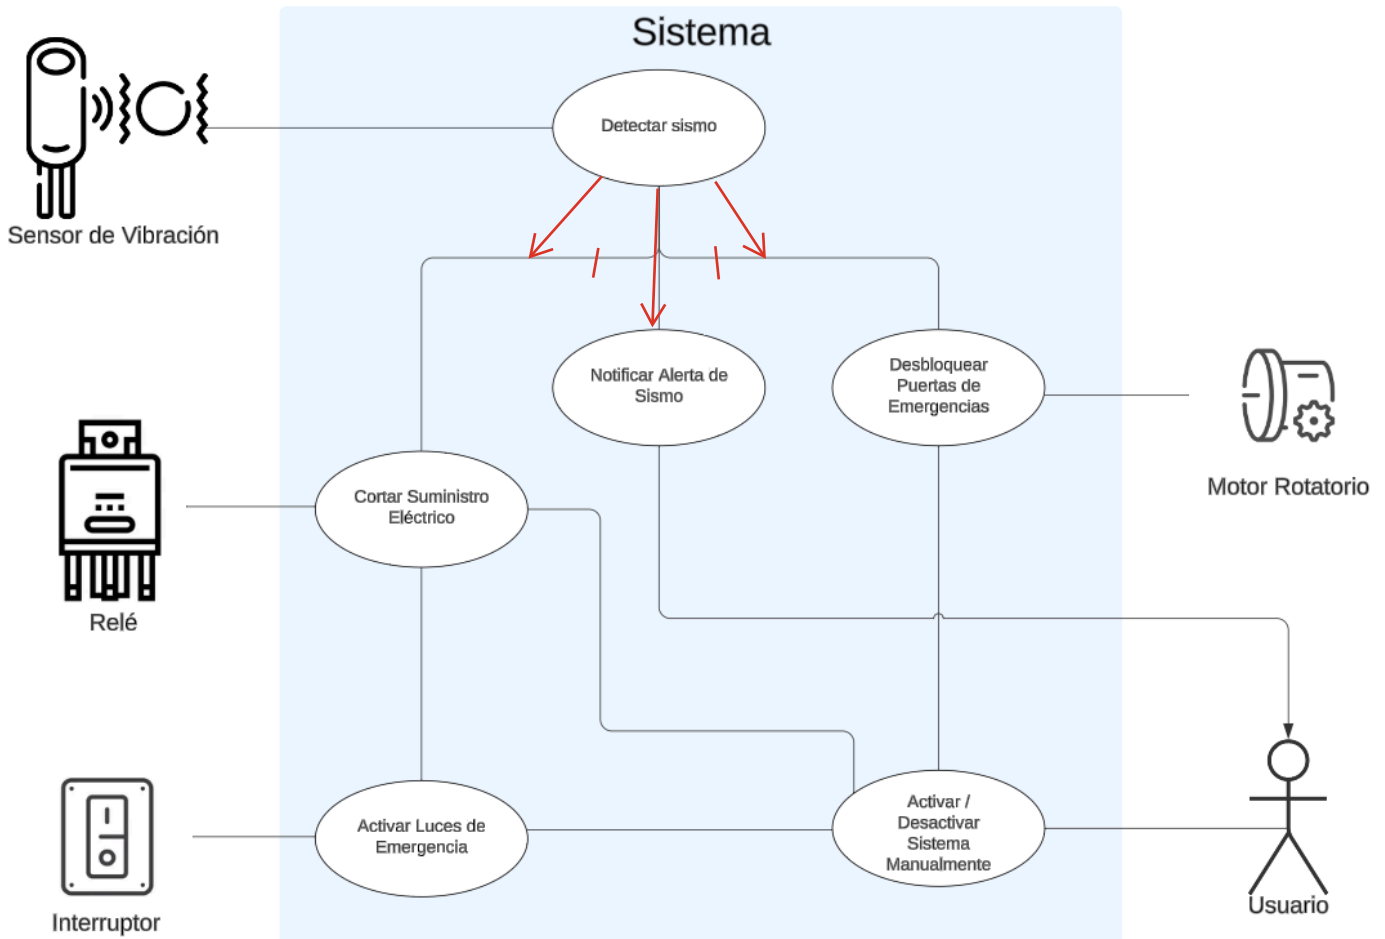 Sistema
Detectar sismo
Sensor de Vibración
Notificar Alerta de
Sismo
Desbloquear
Puertas de
Emergencias
Motor Rotatorio
Cortar Suministro
Eléctrico
Relé
Activar Luces de
Emergencia
Activar /
Desactivar
Sistema
Manualmente
Interruptor
Usuario